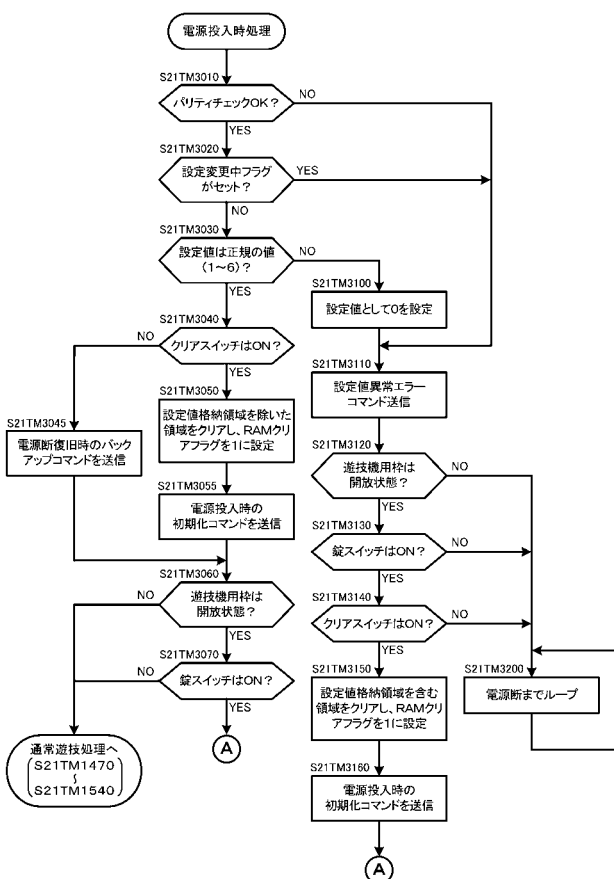 電源投入時処理
S21TM3010
パリティチェックOK?
NO
YES
S21TM3020
設定変更中フラグ
がセット?
YES
NO
S21TM3030
設定値は正規の値
(1~6)?
NO
YES
S21TM3100
設定値として0を設定
S21TM3040
クリアスイッチはON?
NO
YES
S21TM3110
設定値異常エラー
コマンド送信
S21TM3045
電源断復旧時のバック
アップコマンドを送信
S21TM3050
設定値格納領域を除いた
領域をクリアし、RAMクリ
アフラグを1に設定
S21TM3055
電源投入時の
初期化コマンドを送信
S21TM3120
遊技機用枠は
開放状態?
NO
YES
S21TM3130
錠スイッチはON?
NO
YES
S21TM3060
遊技機用枠は
開放状態?
NO
YES
S21TM3140
クリアスイッチはON?
NO
YES
S21TM3070
錠スイッチはON?
NO
YES
S21TM3150
設定値格納領域を含む
領域をクリアし、RAMクリ
アフラグを1に設定
S21TM3200
電源断までループ
通常遊技処理へ
S21TM1470
~
S21TM1540
A
S21TM3160
電源投入時の
初期化コマンドを送信
A